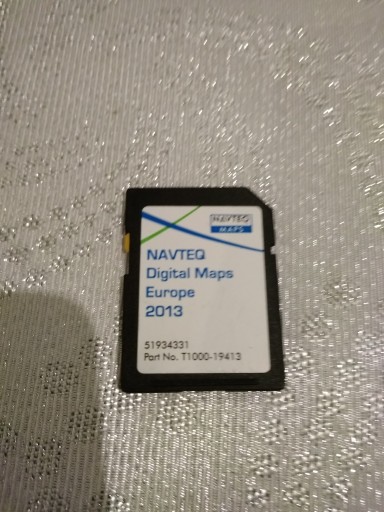 NAVTEQ
MAPS
NAVTEQ
Digital Maps
Europe
2013
51934331
Part No. T1000-19413